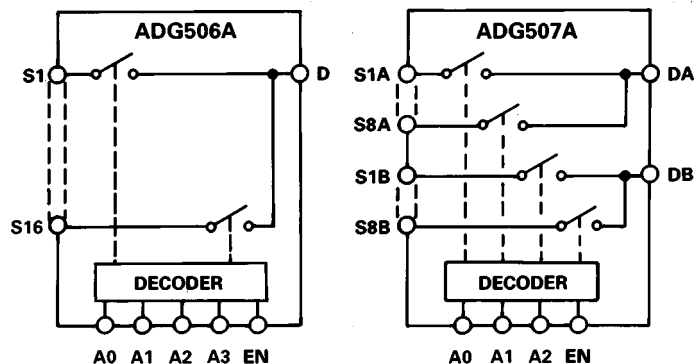 ADG506A
S1
D
S16
DECODER
A0 A1 A2 A3 EN
ADG507A
S1A
DA
S8A
S1B
DB
S8B
DECODER
A0 A1 A2 EN